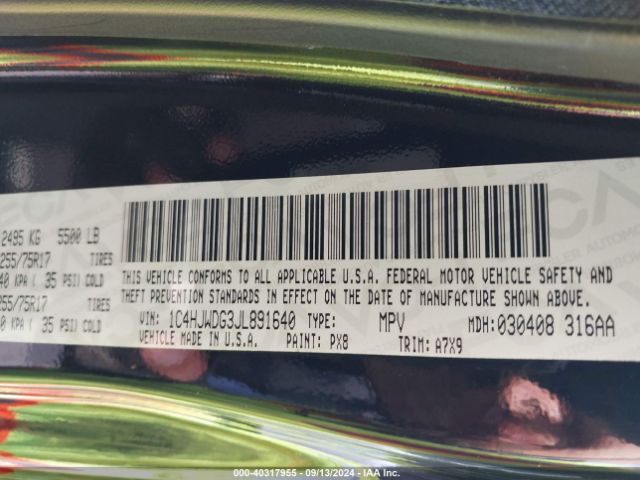 2495 KG 5500 LB
255/75R17 TIRES
40 KPA ( 35 PSI) COLD
255/75R17 TIRES
0 KPA ( 35 PSI) COLD
THIS VEHICLE CONFORMS TO ALL APPLICABLE U.S.A. FEDERAL MOTOR VEHICLE SAFETY AND
THEFT PREVENTION STANDARDS IN EFFECT ON THE DATE OF MANUFACTURE SHOWN ABOVE.
VIN: 1C4HJWDG3JL891640 TYPE: MPV MDH: 030408 316AA
VEHICLE MADE IN U.S.A. PAINT: PX8 TRIM: A7X9
000-40317955 - 09/13/2024 - IAA Inc.